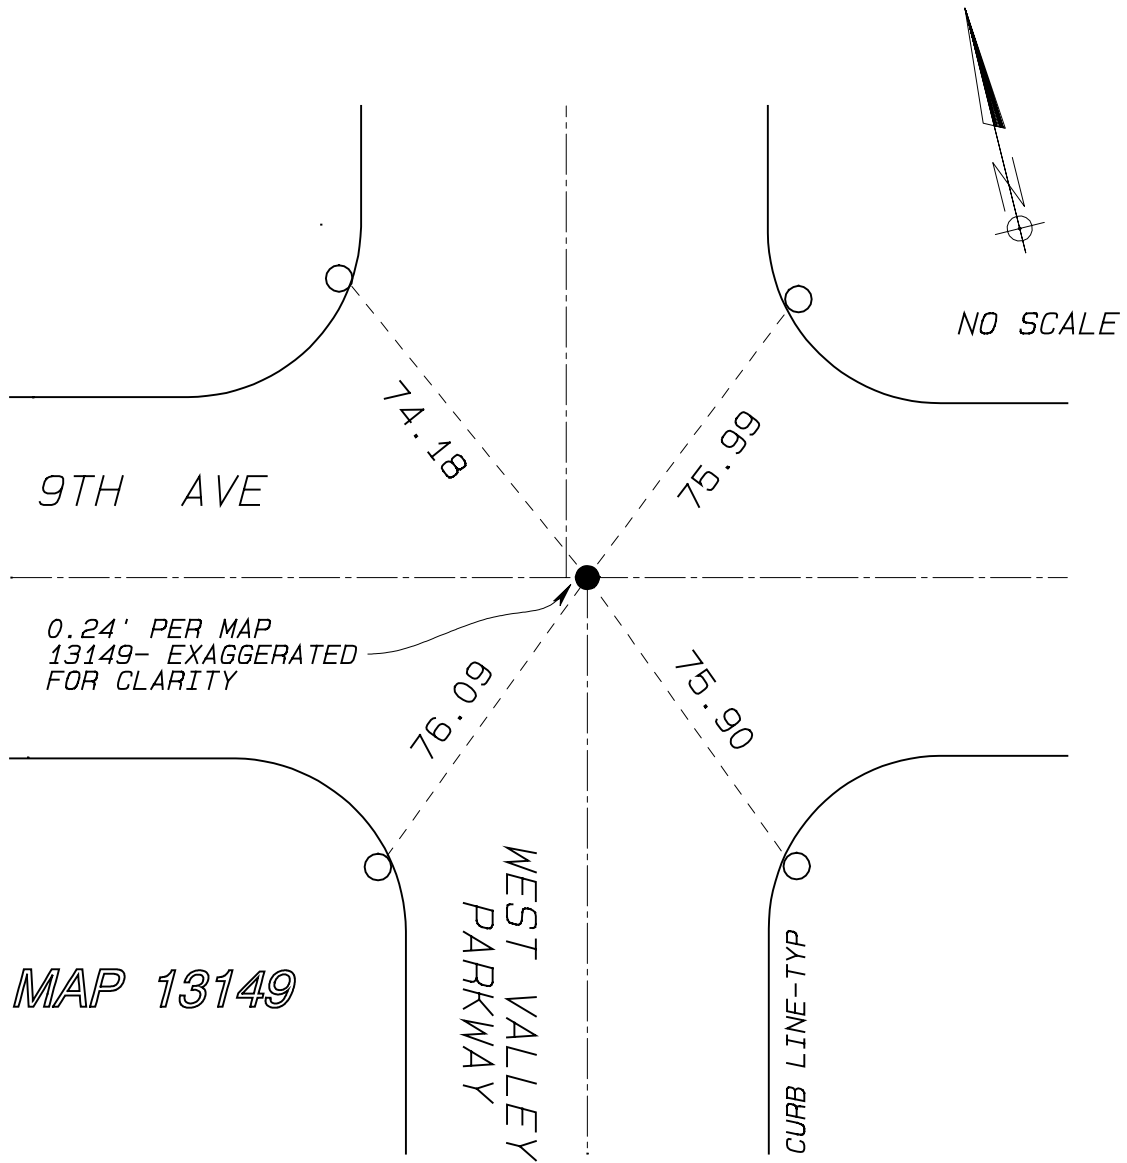 N
NO SCALE
74.18
75.99
9TH AVE
0.24' PER MAP
13149- EXAGGERATED
FOR CLARITY
76.09
75.90
WEST VALLEY
PARKWAY
CURB LINE-TYP
MAP 13149